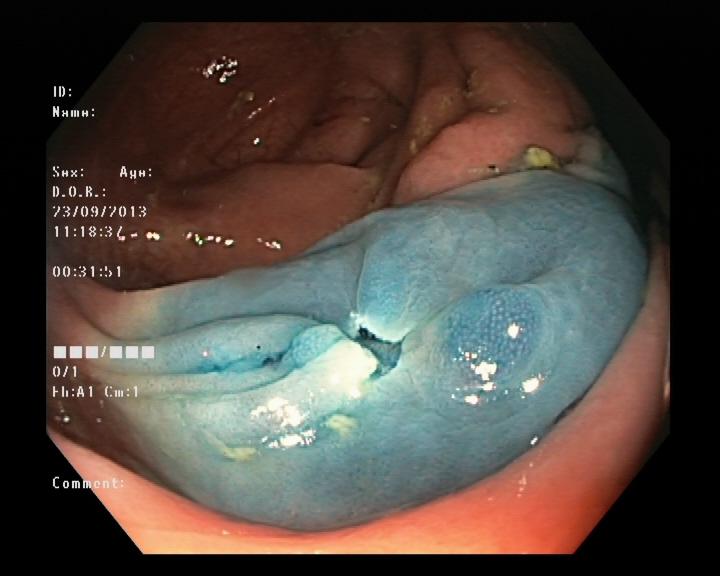 ID:
Name:
Sex: Age:
D.O.B.:
23/09/2013
11:18:37
00:31:51
■■■/■■■
0/1
Eh:A1 Cm:1
Comment: